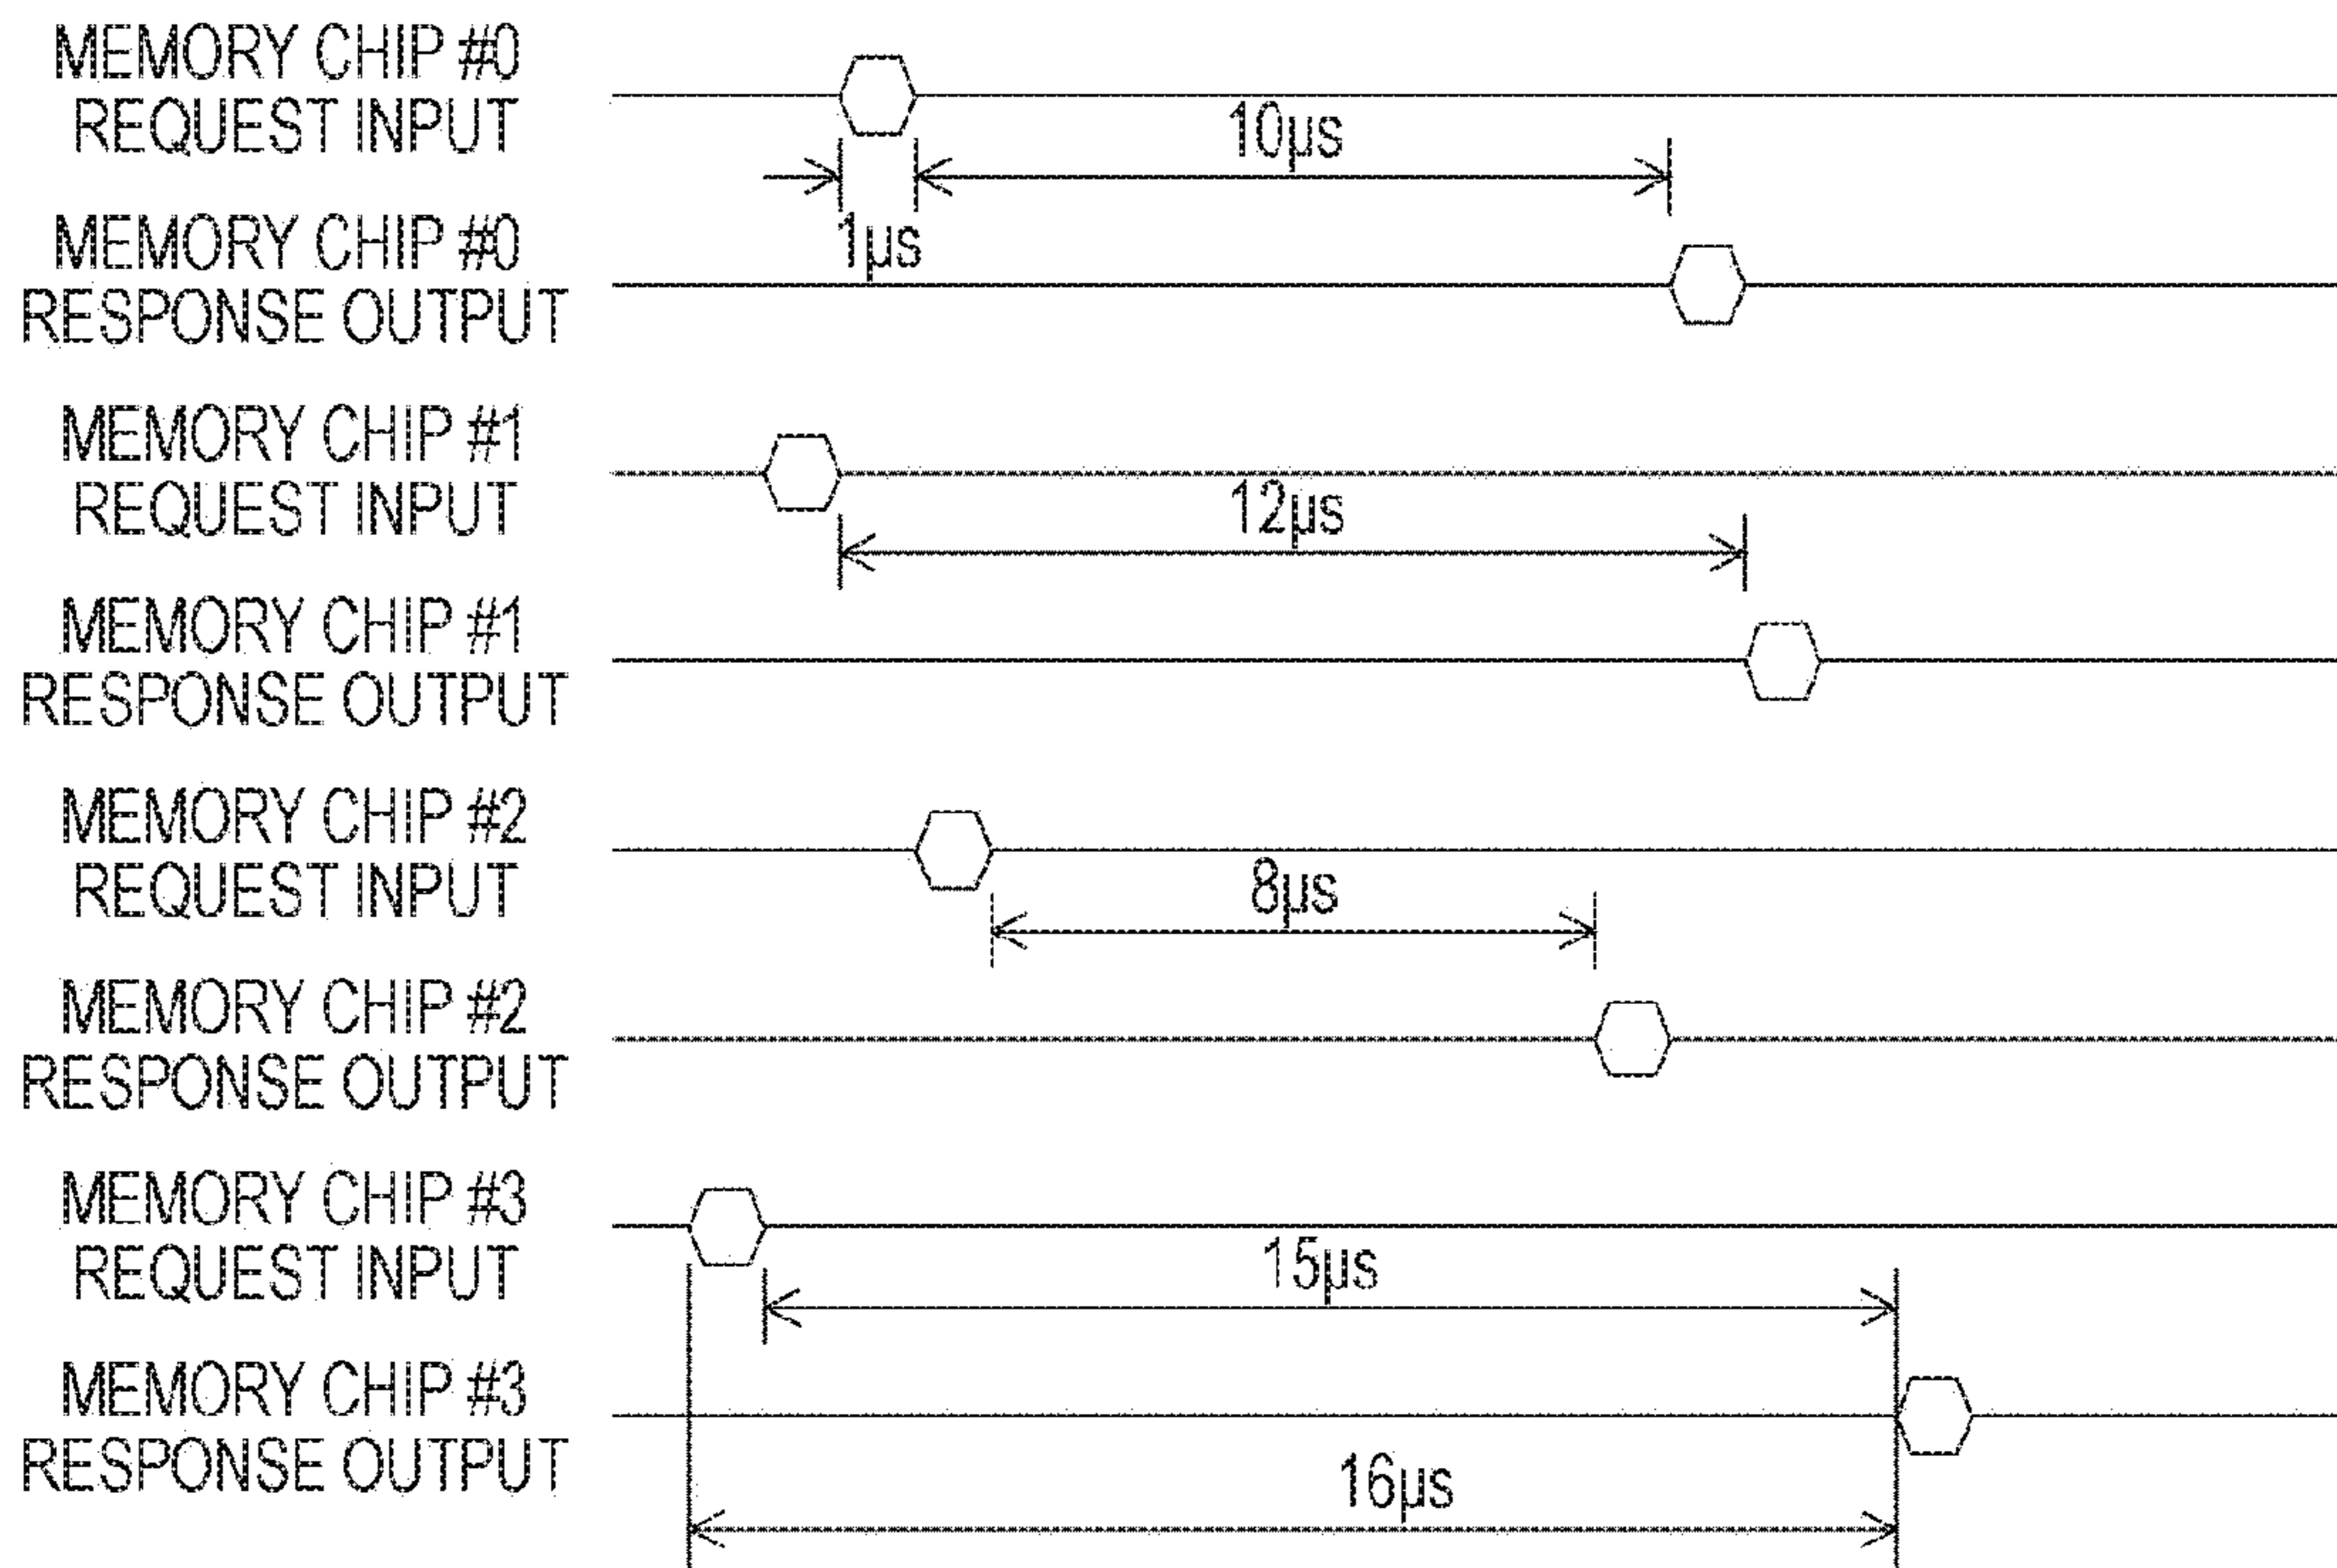 MEMORY CHIP #0
REQUEST INPUT
10µs
1µs
MEMORY CHIP #0
RESPONSE OUTPUT
MEMORY CHIP #1
REQUEST INPUT
12µs
MEMORY CHIP #1
RESPONSE OUTPUT
MEMORY CHIP #2
REQUEST INPUT
8µs
MEMORY CHIP #2
RESPONSE OUTPUT
MEMORY CHIP #3
REQUEST INPUT
15µs
MEMORY CHIP #3
RESPONSE OUTPUT
16µs